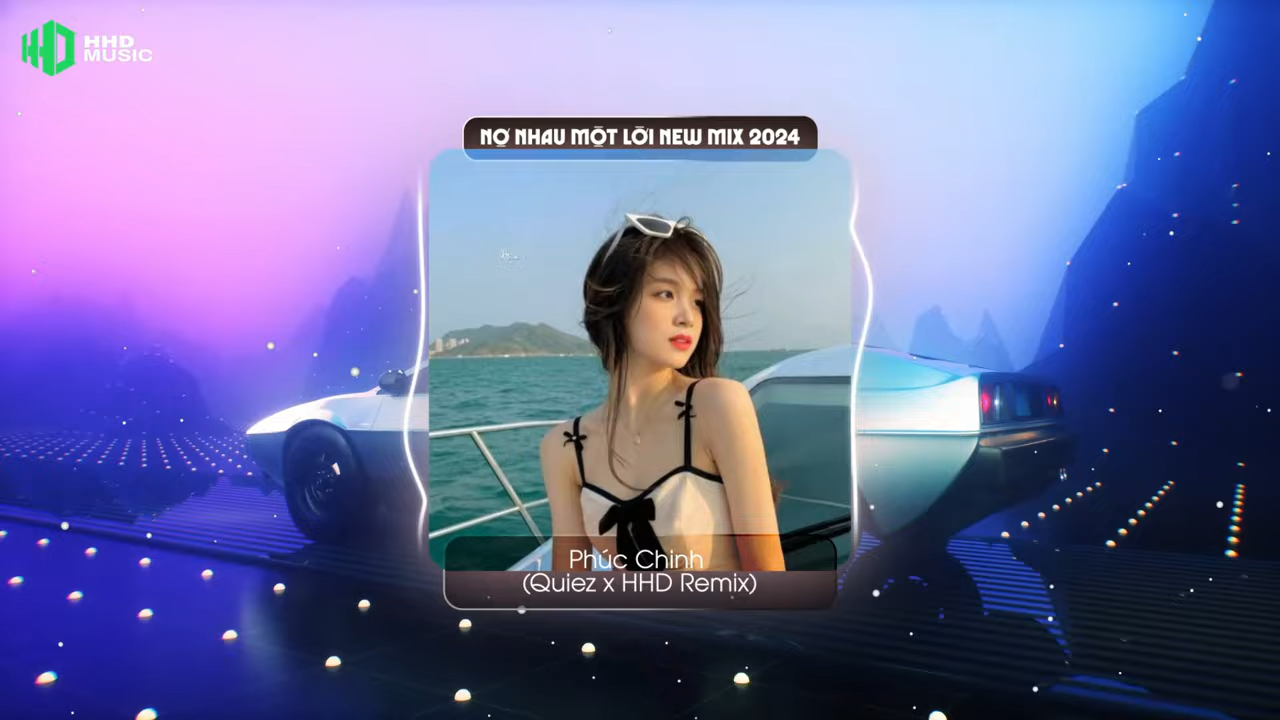 HHD
MUSIC
NỢ NHAU MỘT LỜI NEW MIX 2024
Phúc Chinh
(Quiez x HHD Remix)